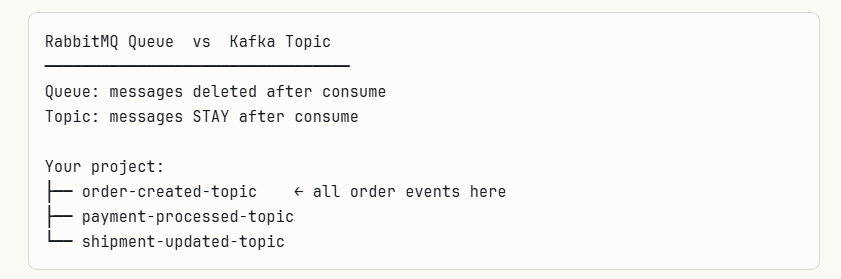 RabbitMQ Queue  vs  Kafka Topic
─────────────────────────────────
Queue: messages deleted after consume
Topic: messages STAY after consume

Your project:
├── order-created-topic    ← all order events here
├── payment-processed-topic
└── shipment-updated-topic